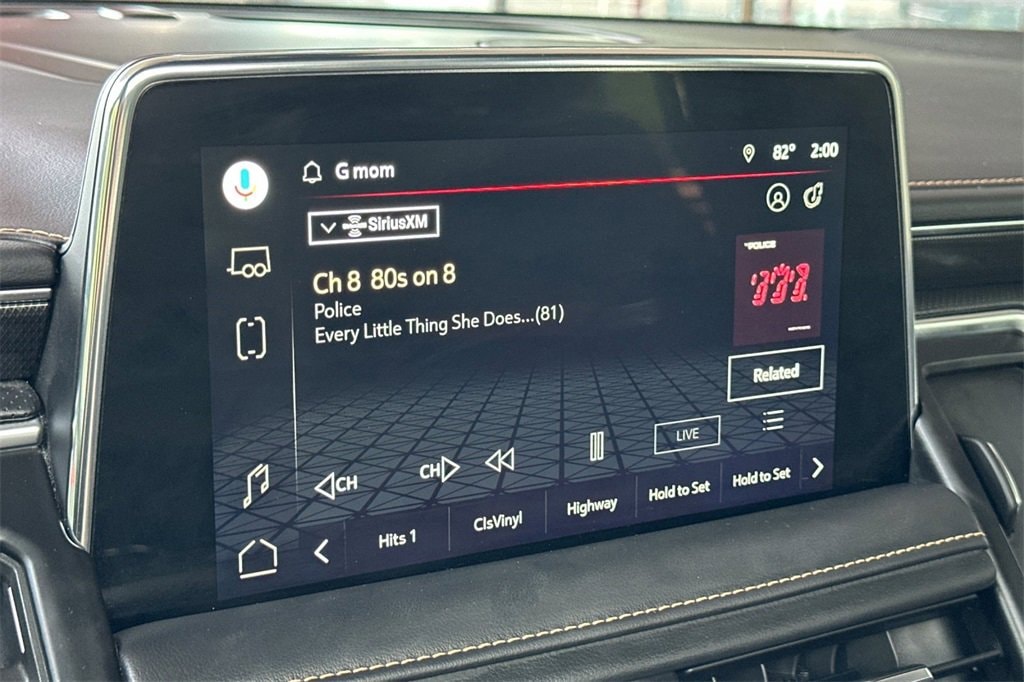 G mom
82° 2:00
SiriusXM
Ch 8 80s on 8
Police
Every Little Thing She Does...(81)
POLICE
Related
CH
CH
LIVE
Hits 1
ClsVinyl
Highway
Hold to Set
Hold to Set